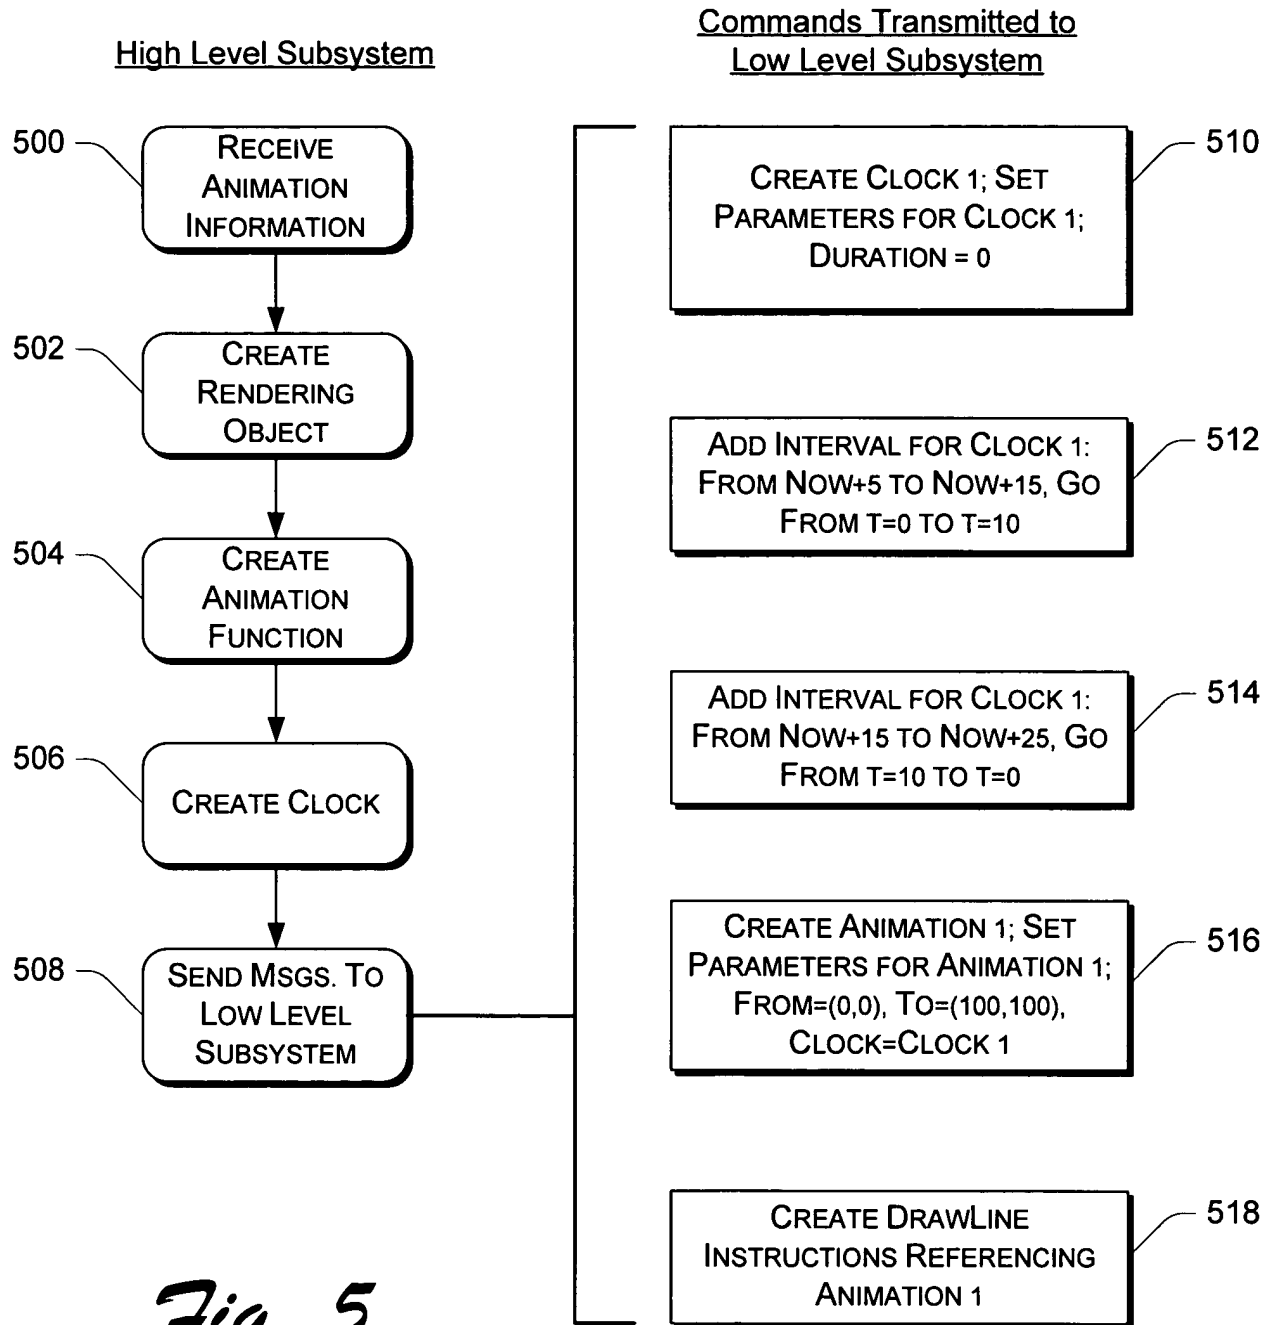 High Level Subsystem
Commands Transmitted to
Low Level Subsystem
500
RECEIVE
ANIMATION
INFORMATION
502
CREATE
RENDERING
OBJECT
504
CREATE
ANIMATION
FUNCTION
506
CREATE CLOCK
508
SEND MSGS. TO
LOW LEVEL
SUBSYSTEM
510
CREATE CLOCK 1; SET
PARAMETERS FOR CLOCK 1;
DURATION = 0
512
ADD INTERVAL FOR CLOCK 1:
FROM NOW+5 TO NOW+15, GO
FROM T=0 TO T=10
514
ADD INTERVAL FOR CLOCK 1:
FROM NOW+15 TO NOW+25, GO
FROM T=10 TO T=0
516
CREATE ANIMATION 1; SET
PARAMETERS FOR ANIMATION 1;
FROM=(0,0), TO=(100,100),
CLOCK=CLOCK 1
518
CREATE DRAWLINE
INSTRUCTIONS REFERENCING
ANIMATION 1
Fig. 5